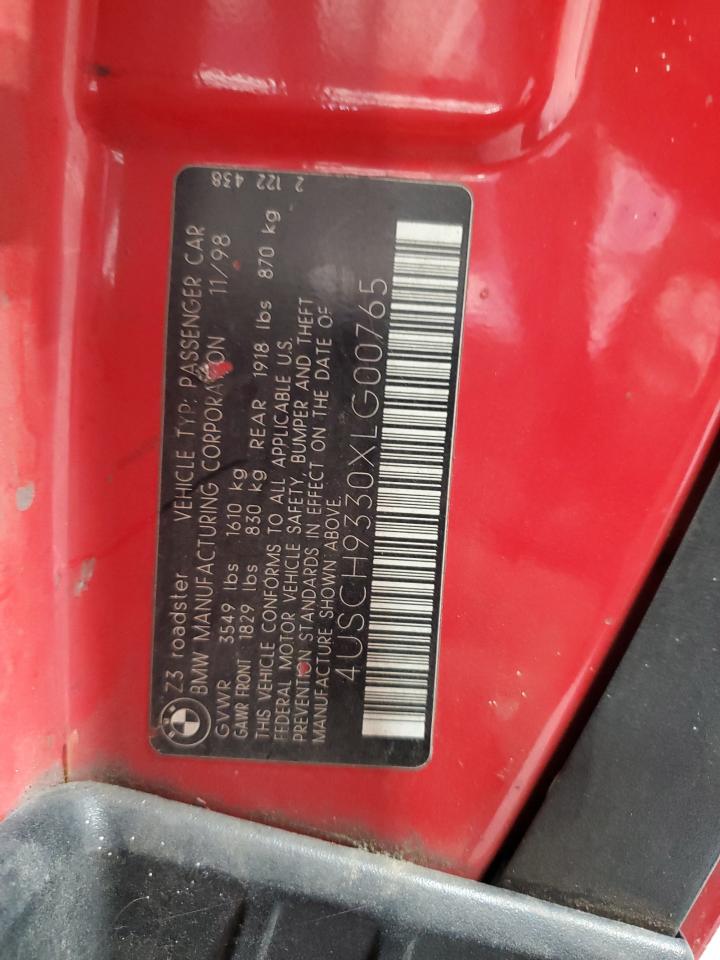 Z3 roadster VEHICLE TYP: PASSENGER CAR
BMW MANUFACTURING CORPORATION 11/98
GVWR 3549 lbs 1610 kg
GAWR FRONT 1829 lbs 830 kg REAR 1918 lbs 870 kg
THIS VEHICLE CONFORMS TO ALL APPLICABLE U.S.
FEDERAL MOTOR VEHICLE SAFETY, BUMPER AND THEFT
PREVENTION STANDARDS IN EFFECT ON THE DATE OF
MANUFACTURE SHOWN ABOVE.
4USCH9330XLG00765
2 122 438